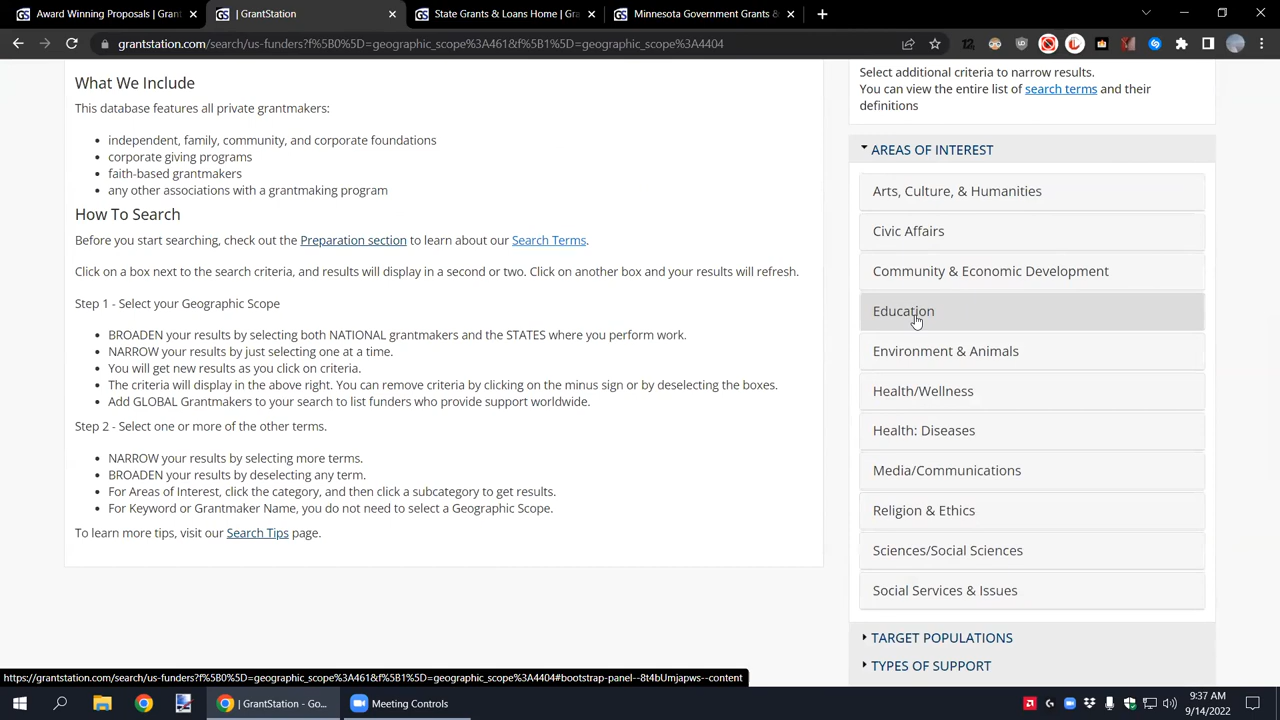 Award Winning Proposals | Grant
| GrantStation
State Grants & Loans Home | Gra
Minnesota Government Grants &
grantstation.com/search/us-funders?f%5B0%5D=geographic_scope%3A461&f%5B1%5D=geographic_scope%3A4404
What We Include
This database features all private grantmakers:
independent, family, community, and corporate foundations
corporate giving programs
faith-based grantmakers
any other associations with a grantmaking program
How To Search
Before you start searching, check out the Preparation section to learn about our Search Terms.
Click on a box next to the search criteria, and results will display in a second or two. Click on another box and your results will refresh.
Step 1 - Select your Geographic Scope
BROADEN your results by selecting both NATIONAL grantmakers and the STATES where you perform work.
NARROW your results by just selecting one at a time.
You will get new results as you click on criteria.
The criteria will display in the above right. You can remove criteria by clicking on the minus sign or by deselecting the boxes.
Add GLOBAL Grantmakers to your search to list funders who provide support worldwide.
Step 2 - Select one or more of the other terms.
NARROW your results by selecting more terms.
BROADEN your results by deselecting any term.
For Areas of Interest, click the category, and then click a subcategory to get results.
For Keyword or Grantmaker Name, you do not need to select a Geographic Scope.
To learn more tips, visit our Search Tips page.
Select additional criteria to narrow results.
You can view the entire list of search terms and their
definitions
AREAS OF INTEREST
Arts, Culture, & Humanities
Civic Affairs
Community & Economic Development
Education
Environment & Animals
Health/Wellness
Health: Diseases
Media/Communications
Religion & Ethics
Sciences/Social Sciences
Social Services & Issues
TARGET POPULATIONS
TYPES OF SUPPORT
https://grantstation.com/search/us-funders?f%5B0%5D=geographic_scope%3A461&f%5B1%5D=geographic_scope%3A4404#bootstrap-panel--8t4bUmjapws--content
| GrantStation - Go...
Meeting Controls
9:37 AM
9/14/2022